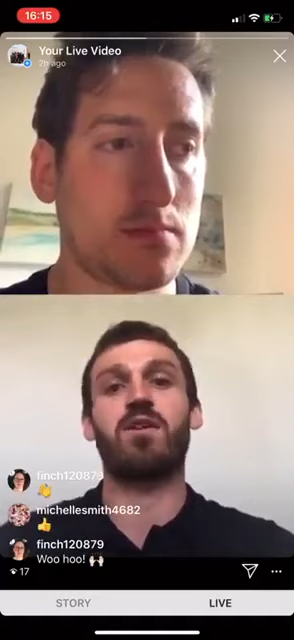 16:15
Your Live Video
2h ago
finch120879
👏
michellesmith4682
👍
finch120879
Woo hoo! 🙌🏻
17
STORY
LIVE